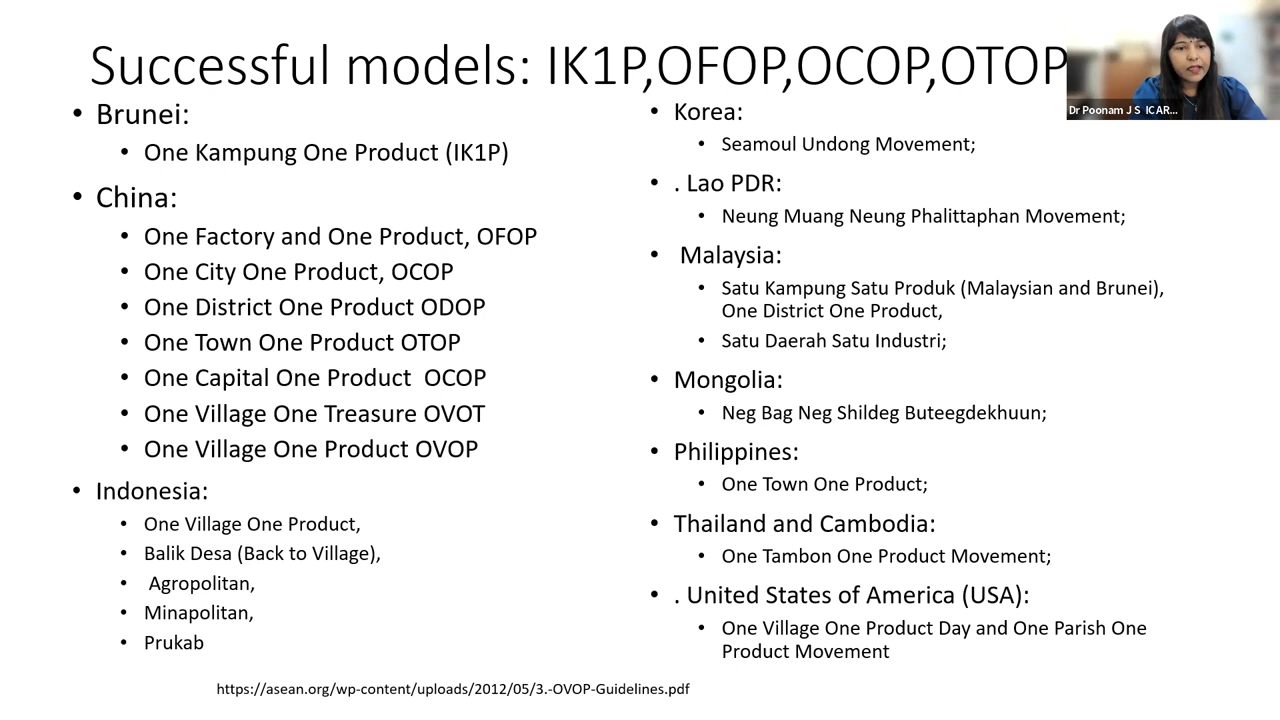 Successful models: IK1P,OFOP,OCOP,OTOP
• Brunei:
• One Kampung One Product (IK1P)
• China:
• One Factory and One Product, OFOP
• One City One Product, OCOP
• One District One Product ODOP
• One Town One Product OTOP
• One Capital One Product OCOP
• One Village One Treasure OVOT
• One Village One Product OVOP
• Indonesia:
• One Village One Product,
• Balik Desa (Back to Village),
• Agropolitan,
• Minapolitan,
• Prukab
• Korea:
• Seamoul Undong Movement;
• . Lao PDR:
• Neung Muang Neung Phalittaphan Movement;
• Malaysia:
• Satu Kampung Satu Produk (Malaysian and Brunei),
One District One Product,
• Satu Daerah Satu Industri;
• Mongolia:
• Neg Bag Neg Shildeg Buteegdekhuun;
• Philippines:
• One Town One Product;
• Thailand and Cambodia:
• One Tambon One Product Movement;
• . United States of America (USA):
• One Village One Product Day and One Parish One
Product Movement
https://asean.org/wp-content/uploads/2012/05/3.-OVOP-Guidelines.pdf
Dr Poonam J S ICAR...